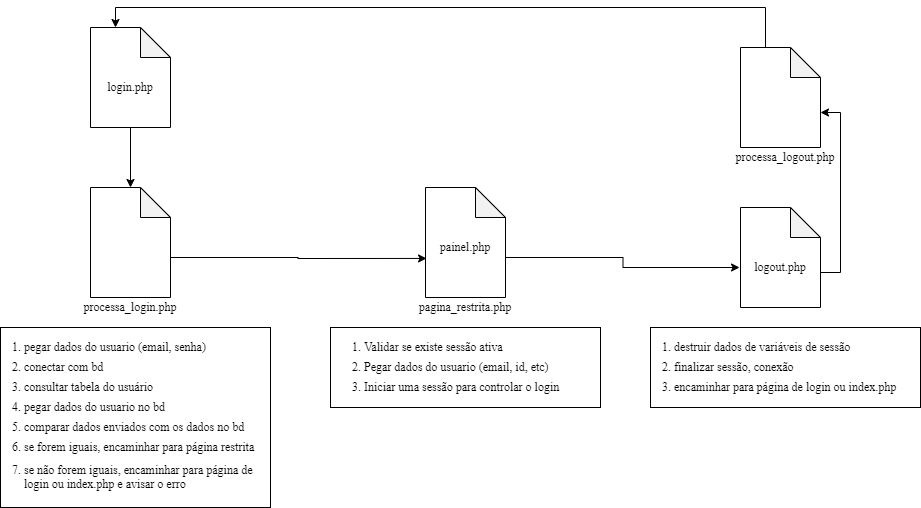 login.php
processa_logout.php
painel.php
logout.php
processa_login.php
pagina_restrita.php
1. pegar dados do usuario (email, senha)
2. conectar com bd
3. consultar tabela do usuário
4. pegar dados do usuario no bd
5. comparar dados enviados com os dados no bd
6. se forem iguais, encaminhar para página restrita
7. se não forem iguais, encaminhar para página de
login ou index.php e avisar o erro
1. Validar se existe sessão ativa
2. Pegar dados do usuario (email, id, etc)
3. Iniciar uma sessão para controlar o login
1. destruir dados de variáveis de sessão
2. finalizar sessão, conexão
3. encaminhar para página de login ou index.php